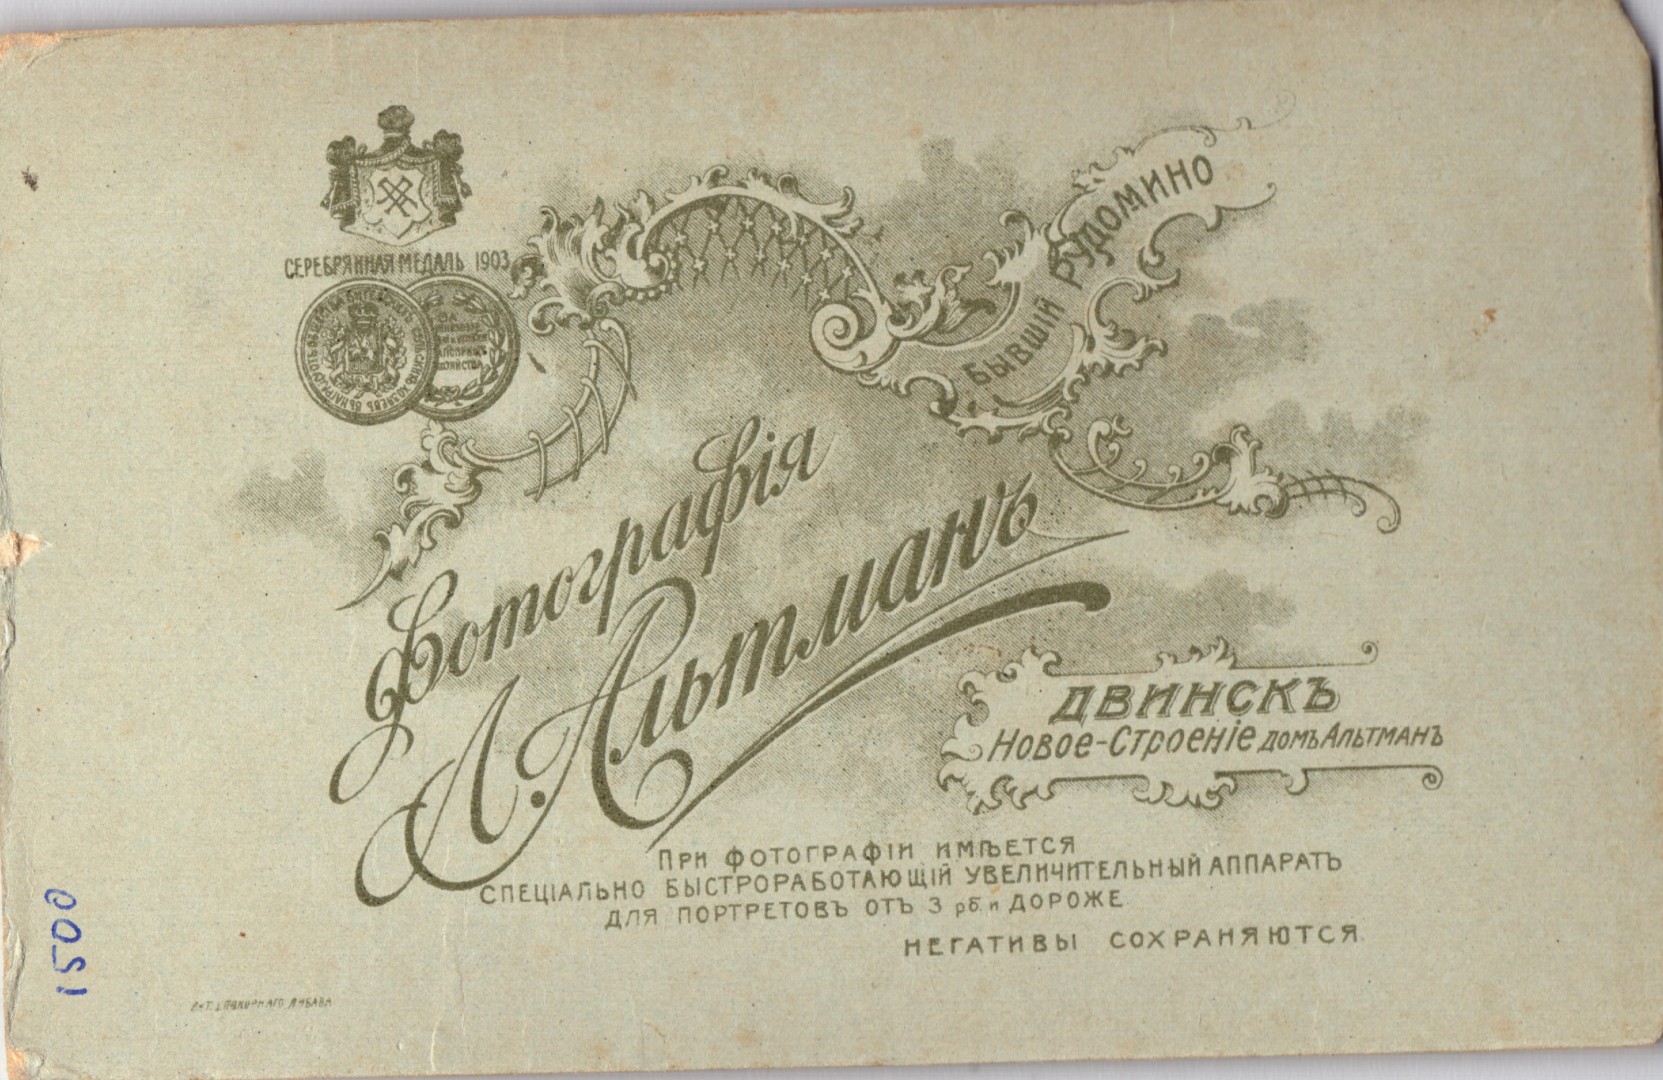 СЕРЕБРЯННАЯ МЕДАЛЬ 1903
БЫВШІЙ РУДОМИНО
Фотографія
Л. Альтманъ
ДВИНСКЪ
НОВОЕ-СТРОЕНІЕ ДОМЪ АЛЬТМАНЪ
ПРИ ФОТОГРАФІИ ИМѢЕТСЯ
СПЕЦІАЛЬНО БЫСТРОРАБОТАЮЩІЙ УВЕЛИЧИТЕЛЬНЫЙ АППАРАТЪ
ДЛЯ ПОРТРЕТОВЪ ОТЪ 3 рб. и ДОРОЖЕ
НЕГАТИВЫ СОХРАНЯЮТСЯ.
1500